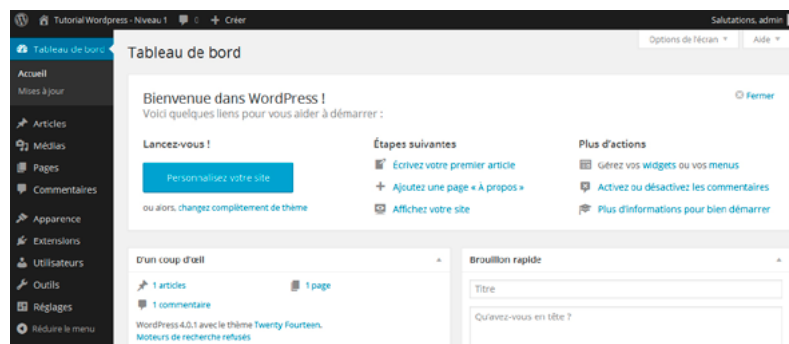 Tutorial Wordpress - Niveau 1 0 + Créer Salutations, admin
Options de l'écran Aide
Tableau de bord
Accueil
Mises à jour
Articles
Médias
Pages
Commentaires
Apparence
Extensions
Utilisateurs
Outils
Réglages
Réduire le menu
Tableau de bord
Bienvenue dans WordPress !
Fermer
Voici quelques liens pour vous aider à démarrer :
Lancez-vous !
Personnalisez votre site
ou alors, changez complètement de thème
Étapes suivantes
Écrivez votre premier article
Ajoutez une page « À propos »
Affichez votre site
Plus d'actions
Gérez vos widgets ou vos menus
Activez ou désactivez les commentaires
Plus d'informations pour bien démarrer
D'un coup d'œil
1 articles 1 page
1 commentaire
WordPress 4.0.1 avec le thème Twenty Fourteen.
Moteurs de recherche refusés
Brouillon rapide
Titre
Qu'avez-vous en tête ?